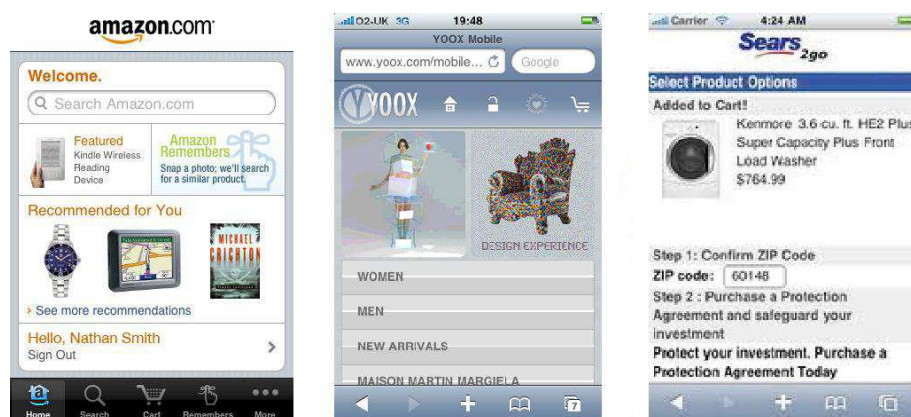 amazon.com
Welcome.
Search Amazon.com
Featured
Kindle Wireless
Reading
Device
Amazon
Remembers
Snap a photo; we'll search
for a similar product.
Recommended for You
MICHAEL
CRICHTON
› See more recommendations
Hello, Nathan Smith
Sign Out
Home
Search
Cart
Remembers
More
O2-UK 3G 19:48
YOOX Mobile
www.yoox.com/mobile...
Google
YOOX
DESIGN EXPERIENCE
WOMEN
MEN
NEW ARRIVALS
MAISON MARTIN MARGIELA
7
Carrier 4:24 AM
Sears
2go
Select Product Options
Added to Cart!
Kenmore 3.6 cu. ft. HE2 Plus
Super Capacity Plus Front
Load Washer
$764.99
Step 1: Confirm ZIP Code
ZIP code: 60148
Step 2 : Purchase a Protection
Agreement and safeguard your
investment
Protect your investment. Purchase a
Protection Agreement Today